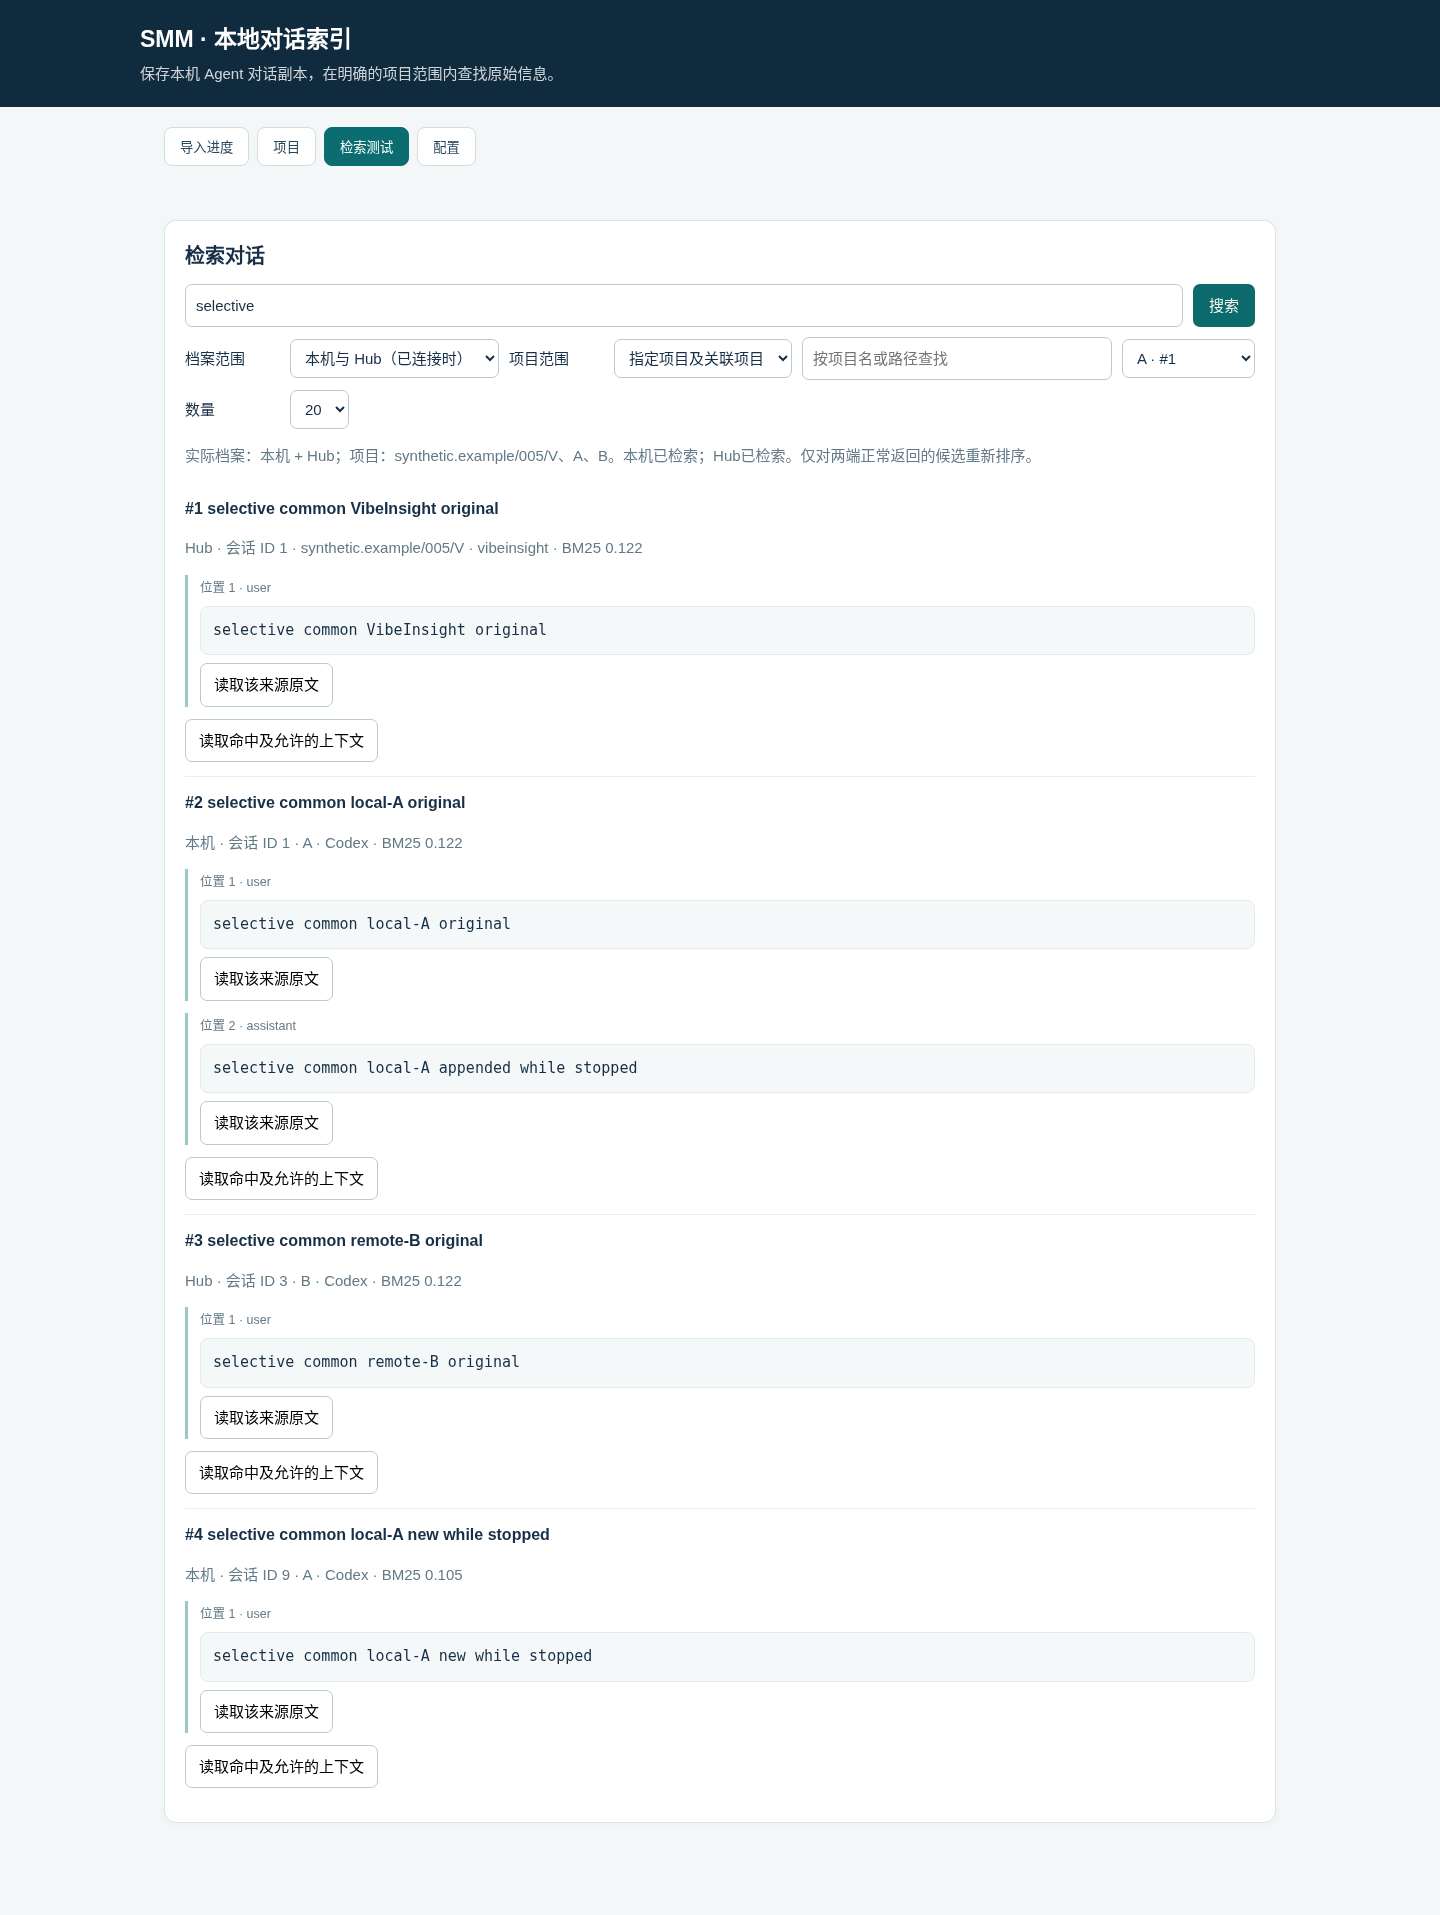 SMM · 本地对话索引
保存本机 Agent 对话副本，在明确的项目范围内查找原始信息。
导入进度 项目 检索测试 配置
检索对话
selective 搜索
档案范围 本机与 Hub（已连接时） 项目范围 指定项目及关联项目 按项目名或路径查找 A · #1
数量 20
实际档案：本机 + Hub；项目：synthetic.example/005/V、A、B。本机已检索；Hub已检索。仅对两端正常返回的候选重新排序。
#1 selective common VibeInsight original
Hub · 会话 ID 1 · synthetic.example/005/V · vibeinsight · BM25 0.122
位置 1 · user
selective common VibeInsight original
读取该来源原文
读取命中及允许的上下文
#2 selective common local-A original
本机 · 会话 ID 1 · A · Codex · BM25 0.122
位置 1 · user
selective common local-A original
读取该来源原文
位置 2 · assistant
selective common local-A appended while stopped
读取该来源原文
读取命中及允许的上下文
#3 selective common remote-B original
Hub · 会话 ID 3 · B · Codex · BM25 0.122
位置 1 · user
selective common remote-B original
读取该来源原文
读取命中及允许的上下文
#4 selective common local-A new while stopped
本机 · 会话 ID 9 · A · Codex · BM25 0.105
位置 1 · user
selective common local-A new while stopped
读取该来源原文
读取命中及允许的上下文